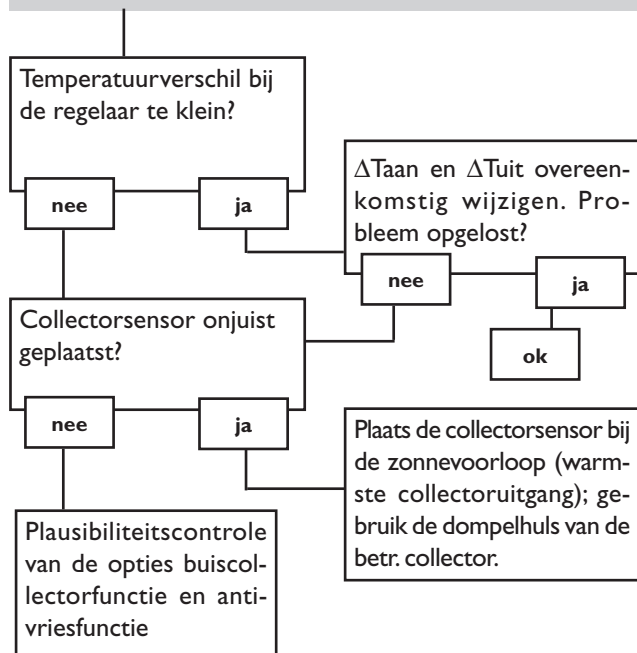 Temperatuurverschil bij
de regelaar te klein?
nee
ja
∆Taan en ∆Tuit overeen-
komstig wijzigen. Pro-
bleem opgelost?
nee
ja
ok
Collectorsensor onjuist
geplaatst?
nee
ja
Plaats de collectorsensor bij
de zonnevoorloop (warm-
ste collectoruitgang); ge-
bruik de dompelhuls van de
betr. collector.
Plausibiliteitscontrole
van de opties buiscol-
lectorfunctie en anti-
vriesfunctie